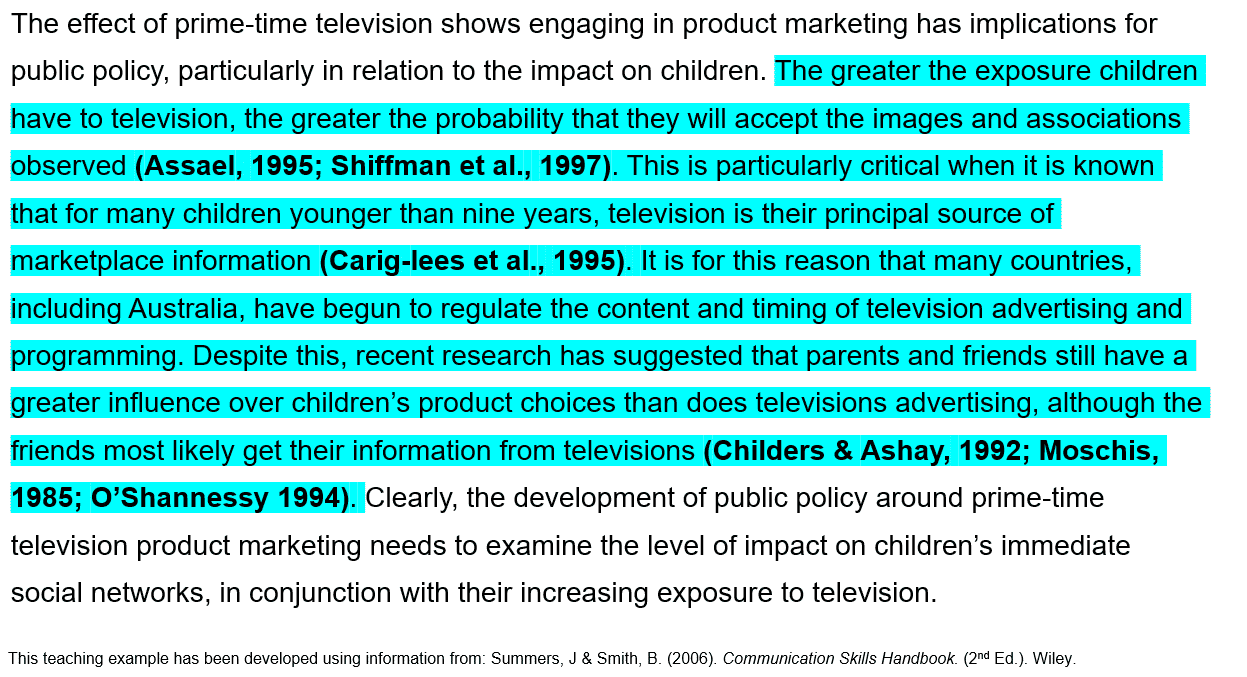 The effect of prime-time television shows engaging in product marketing has implications for
public policy, particularly in relation to the impact on children. The greater the exposure children
have to television, the greater the probability that they will accept the images and associations
observed (Assael, 1995; Shiffman et al., 1997). This is particularly critical when it is known
that for many children younger than nine years, television is their principal source of
marketplace information (Carig-lees et al., 1995). It is for this reason that many countries,
including Australia, have begun to regulate the content and timing of television advertising and
programming. Despite this, recent research has suggested that parents and friends still have a
greater influence over children’s product choices than does televisions advertising, although the
friends most likely get their information from televisions (Childers & Ashay, 1992; Moschis,
1985; O’Shannessy 1994). Clearly, the development of public policy around prime-time
television product marketing needs to examine the level of impact on children’s immediate
social networks, in conjunction with their increasing exposure to television.
This teaching example has been developed using information from: Summers, J & Smith, B. (2006). Communication Skills Handbook. (2nd Ed.). Wiley.